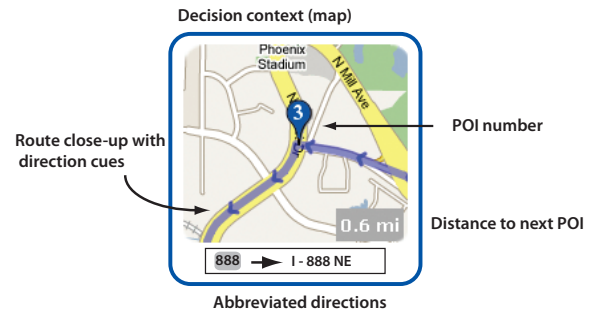 Decision context (map)
Phoenix
Stadium
N Mill Ave
N
3
POI number
Route close-up with
direction cues
0.6 mi
Distance to next POI
888 I - 888 NE
Abbreviated directions